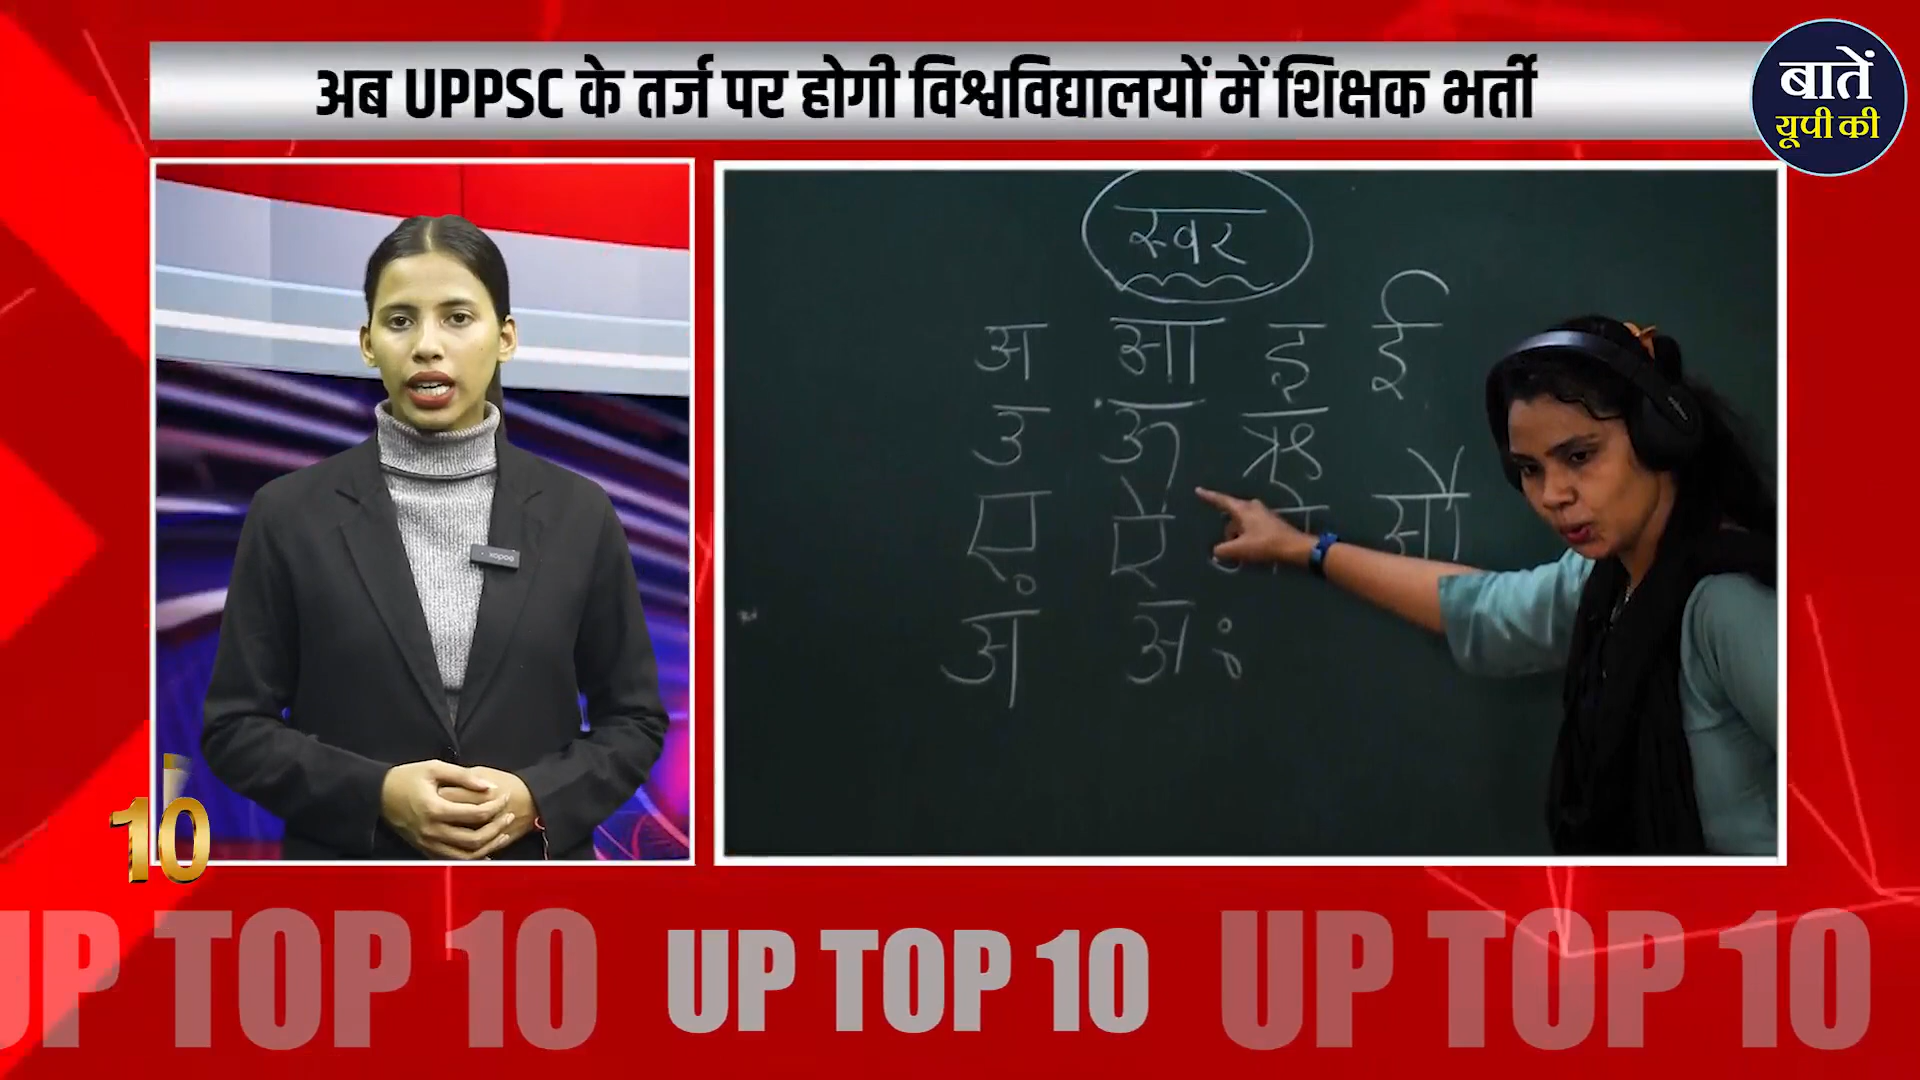 अब UPPSC के तर्ज पर होगी विश्वविद्यालयों में शिक्षक भर्ती
बातें
यूपी की
स्वर
अ आ इ ई
उ ऊ ऋ
ए ऐ औ
अ अः
10
UP TOP 10 UP TOP 10 UP TOP 10